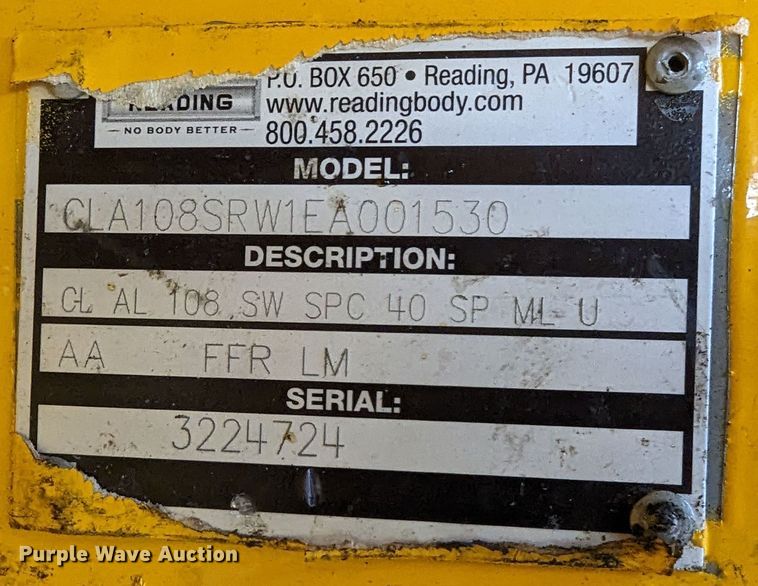 P.O. BOX 650 • Reading, PA 19607
READING
www.readingbody.com
— NO BODY BETTER —
800.458.2226
MODEL:
CLA108SRW1EA001530
DESCRIPTION:
CL AL 108 SW SPC 40 SP ML U
AA FFR LM
SERIAL:
3224724
Purple Wave Auction